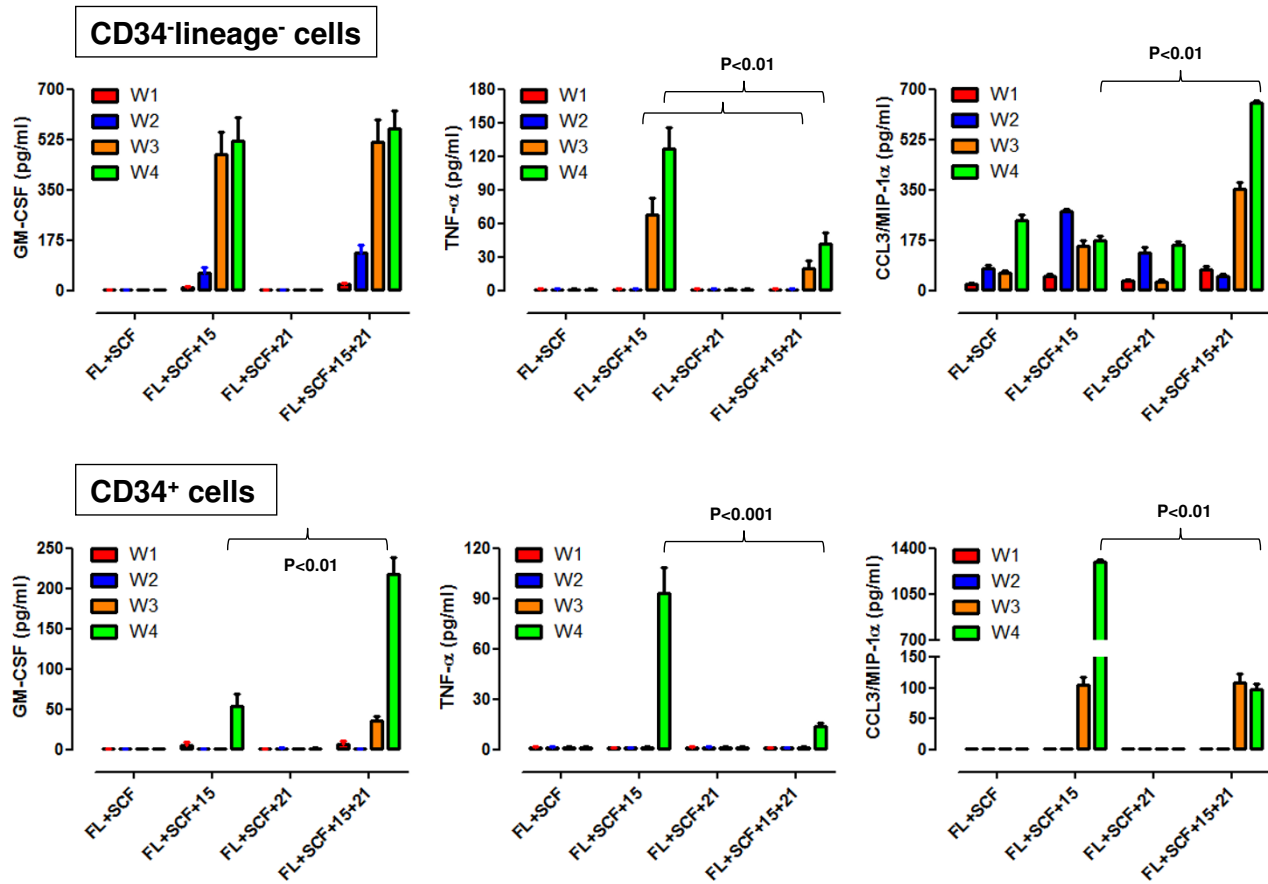 CD34⁻lineage⁻ cells
GM-CSF (pg/ml)
700
525
350
175
0
W1
W2
W3
W4
FL+SCF
FL+SCF+15
FL+SCF+21
FL+SCF+15+21
TNF-α (pg/ml)
180
150
120
90
60
30
0
W1
W2
W3
W4
P<0.01
FL+SCF
FL+SCF+15
FL+SCF+21
FL+SCF+15+21
CCL3/MIP-1α (pg/ml)
700
525
350
175
0
W1
W2
W3
W4
P<0.01
FL+SCF
FL+SCF+15
FL+SCF+21
FL+SCF+15+21
CD34⁺ cells
GM-CSF (pg/ml)
250
200
150
100
50
0
W1
W2
W3
W4
P<0.01
FL+SCF
FL+SCF+15
FL+SCF+21
FL+SCF+15+21
TNF-α (pg/ml)
120
90
60
30
0
W1
W2
W3
W4
P<0.001
FL+SCF
FL+SCF+15
FL+SCF+21
FL+SCF+15+21
CCL3/MIP-1α (pg/ml)
1400
1050
700
150
100
50
0
W1
W2
W3
W4
P<0.01
FL+SCF
FL+SCF+15
FL+SCF+21
FL+SCF+15+21